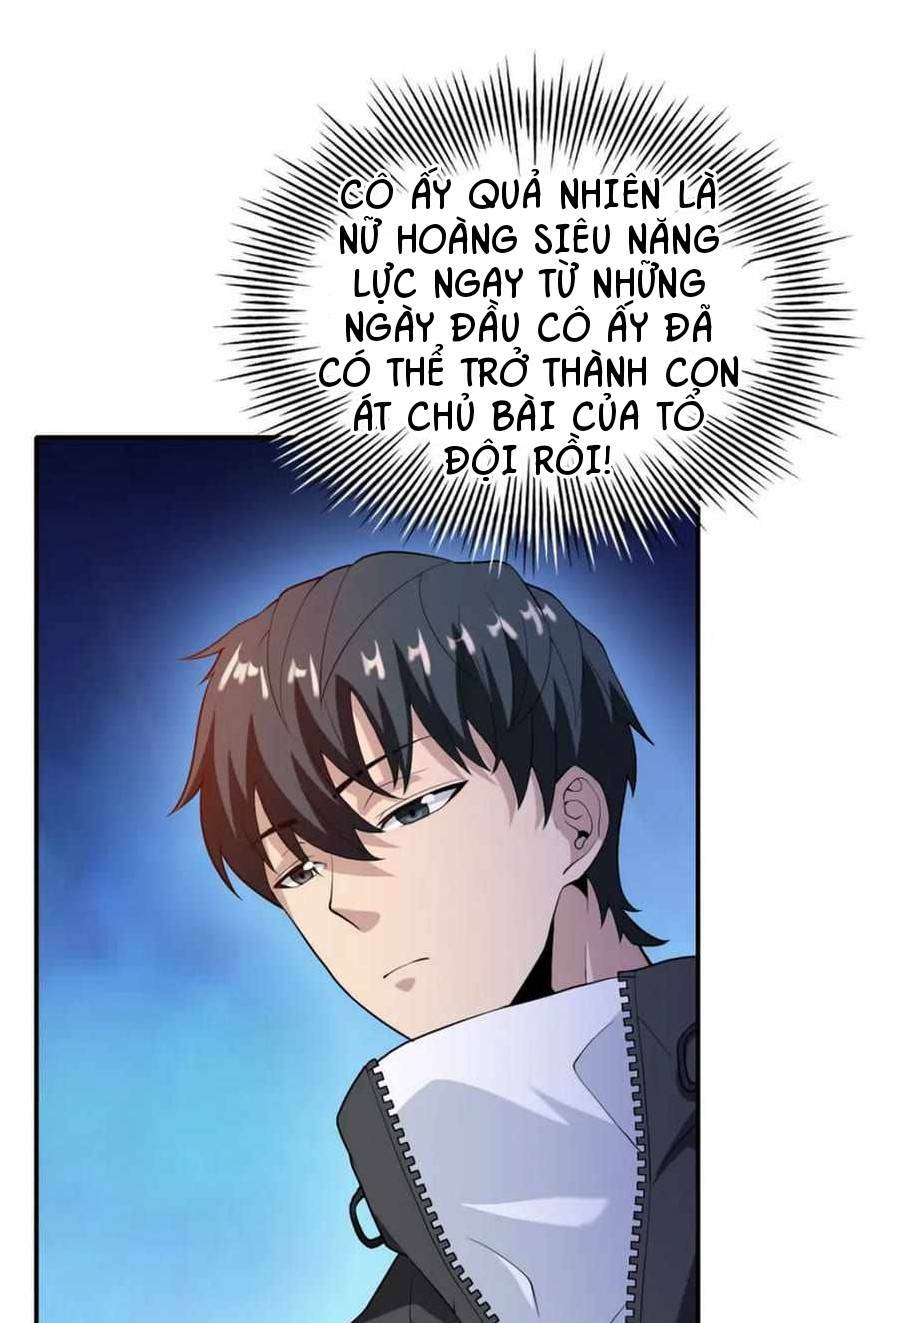 CÔ ẤY QUẢ NHIÊN LÀ
NỮ HOÀNG SIÊU NĂNG
LỰC NGAY TỪ NHỮNG
NGÀY ĐẦU CÔ ẤY ĐÃ
CÓ THỂ TRỞ THÀNH CON
ÁT CHỦ BÀI CỦA TỔ
ĐỘI RỒI!